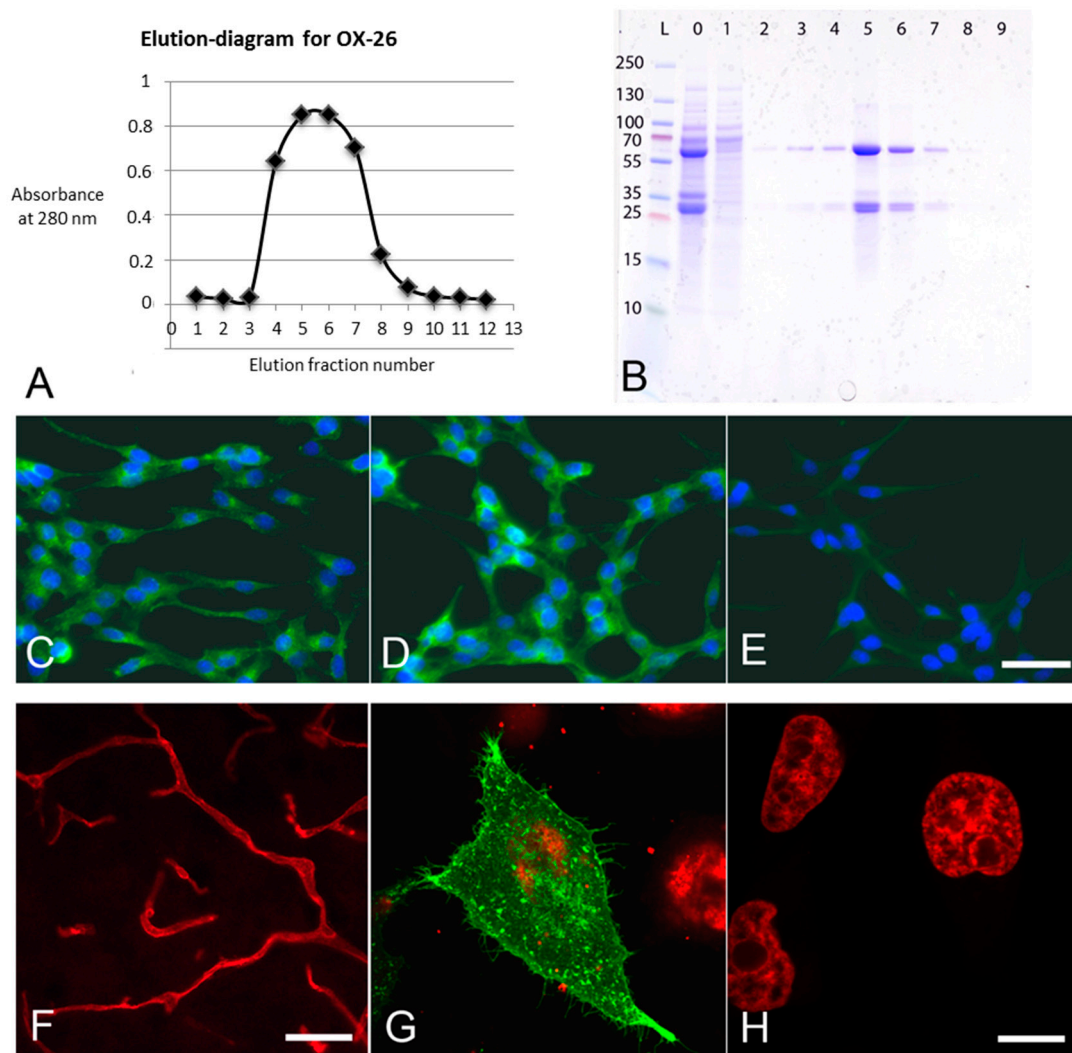 Elution-diagram for OX-26
1
0.8
0.6
0.4
0.2
0
Absorbance
at 280 nm
0 1 2 3 4 5 6 7 8 9 10 11 12 13
Elution fraction number
A
L 0 1 2 3 4 5 6 7 8 9
250
130
100
70
55
35
25
15
10
B
C
D
E
F
G
H